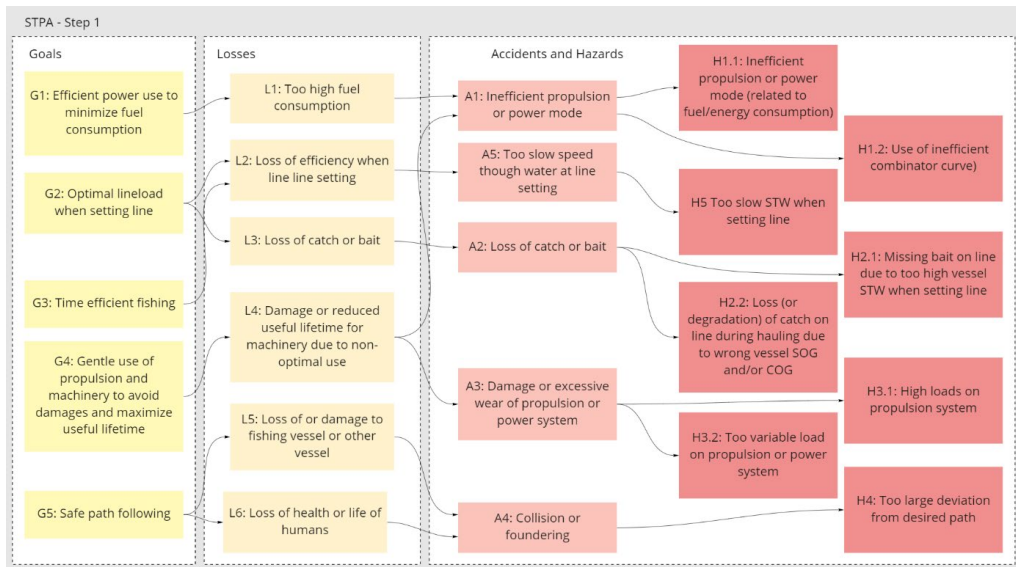 STPA - Step 1
Goals
G1: Efficient power use to
minimize fuel
consumption
G2: Optimal lineload
when setting line
G3: Time efficient fishing
G4: Gentle use of
propulsion and
machinery to avoid
damages and maximize
useful lifetime
G5: Safe path following
Losses
L1: Too high fuel
consumption
L2: Loss of efficiency when
line line setting
L3: Loss of catch or bait
L4: Damage or reduced
useful lifetime for
machinery due to non-
optimal use
L5: Loss of or damage to
fishing vessel or other
vessel
L6: Loss of health or life of
humans
Accidents and Hazards
A1: Inefficient propulsion
or power mode
A5: Too slow speed
though water at line
setting
A2: Loss of catch or bait
A3: Damage or excessive
wear of propulsion or
power system
A4: Collision or
foundering
H1.1: Inefficient
propulsion or power
mode (related to
fuel/energy consumption)
H1.2: Use of inefficient
combinator curve)
H5 Too slow STW when
setting line
H2.1: Missing bait on line
due to too high vessel
STW when setting line
H2.2: Loss (or
degradation) of catch on
line during hauling due
to wrong vessel SOG
and/or COG
H3.1: High loads on
propulsion system
H3.2: Too variable load
on propulsion or power
system
H4: Too large deviation
from desired path